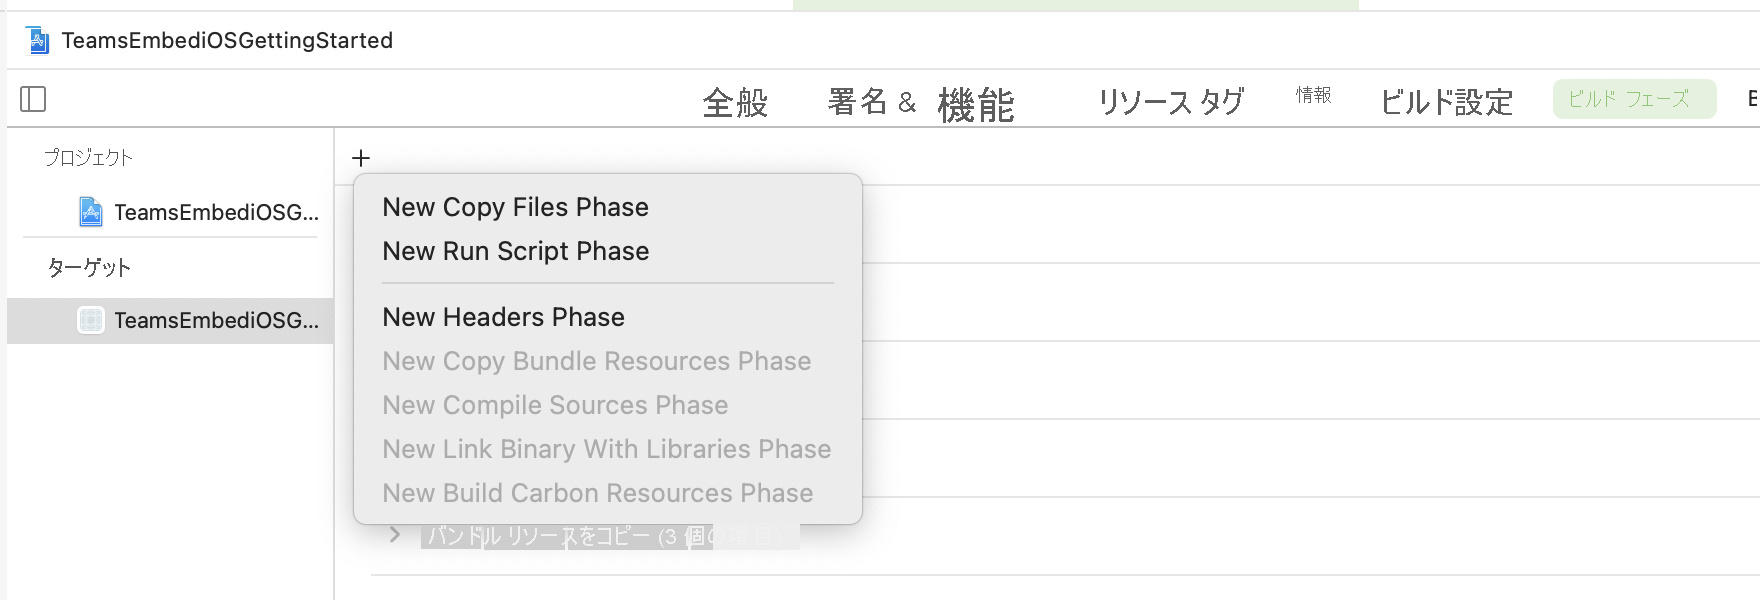 TeamsEmbediOSGettingStarted
全般 署名 & 機能 リソース タグ 情報 ビルド設定 ビルド フェーズ
プロジェクト
TeamsEmbediOSG...
ターゲット
TeamsEmbediOSG...
+
New Copy Files Phase
New Run Script Phase
New Headers Phase
New Copy Bundle Resources Phase
New Compile Sources Phase
New Link Binary With Libraries Phase
New Build Carbon Resources Phase
バンドル リソースをコピー (3 個の項目)